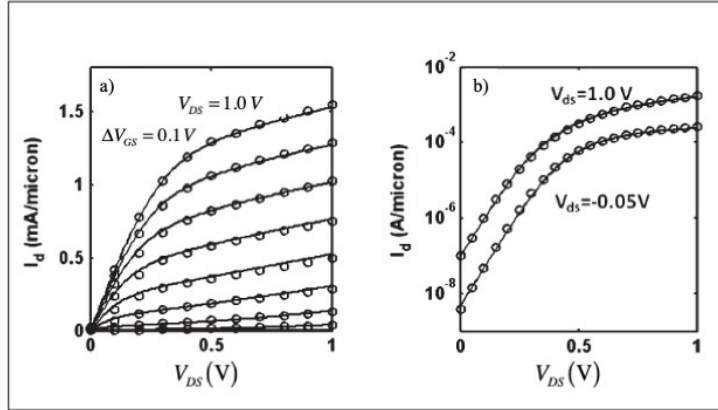 a)
V_DS = 1.0 V
ΔV_GS = 0.1 V
1.5
1
0.5
0
I_d (mA/micron)
0
0.5
1
V_DS (V)
b)
10^-2
10^-4
10^-6
10^-8
I_d (A/micron)
V_ds=1.0 V
V_ds=-0.05V
0
0.5
1
V_DS (V)